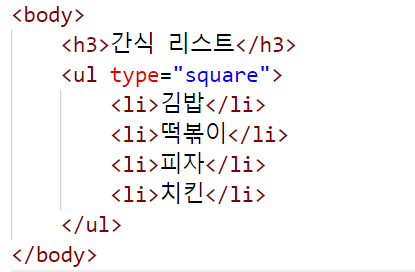 <body>
<h3>간식 리스트</h3>
<ul type="square">
<li>김밥</li>
<li>떡볶이</li>
<li>피자</li>
<li>치킨</li>
</ul>
</body>